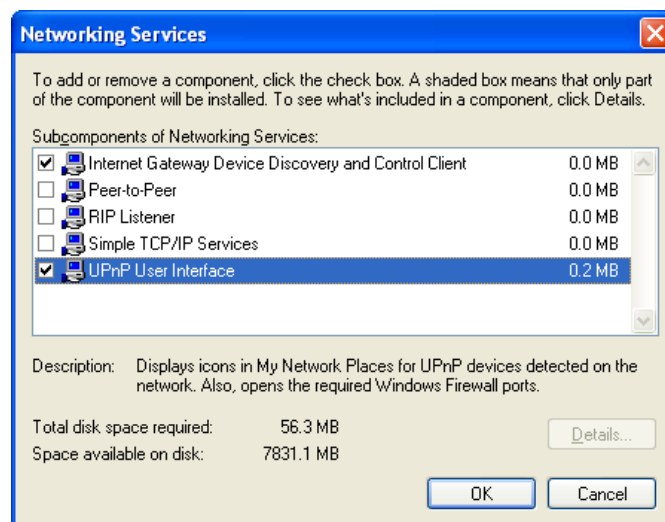 Networking Services
To add or remove a component, click the check box. A shaded box means that only part
of the component will be installed. To see what's included in a component, click Details.
Subcomponents of Networking Services:
Internet Gateway Device Discovery and Control Client 0.0 MB
Peer-to-Peer 0.0 MB
RIP Listener 0.0 MB
Simple TCP/IP Services 0.0 MB
UPnP User Interface 0.2 MB
Description: Displays icons in My Network Places for UPnP devices detected on the
network. Also, opens the required Windows Firewall ports.
Total disk space required: 56.3 MB
Space available on disk: 7831.1 MB
Details...
OK Cancel